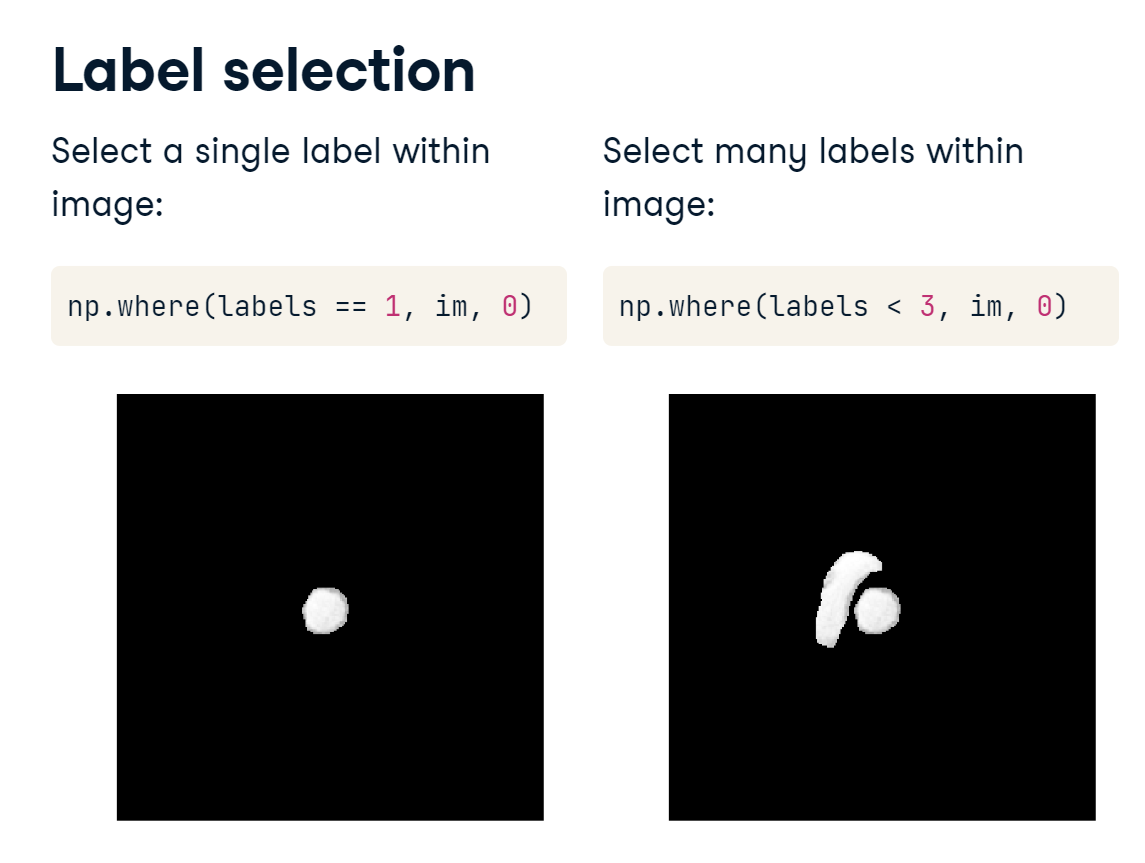 Label selection
Select a single label within
image:
np.where(labels == 1, im, 0)
Select many labels within
image:
np.where(labels < 3, im, 0)